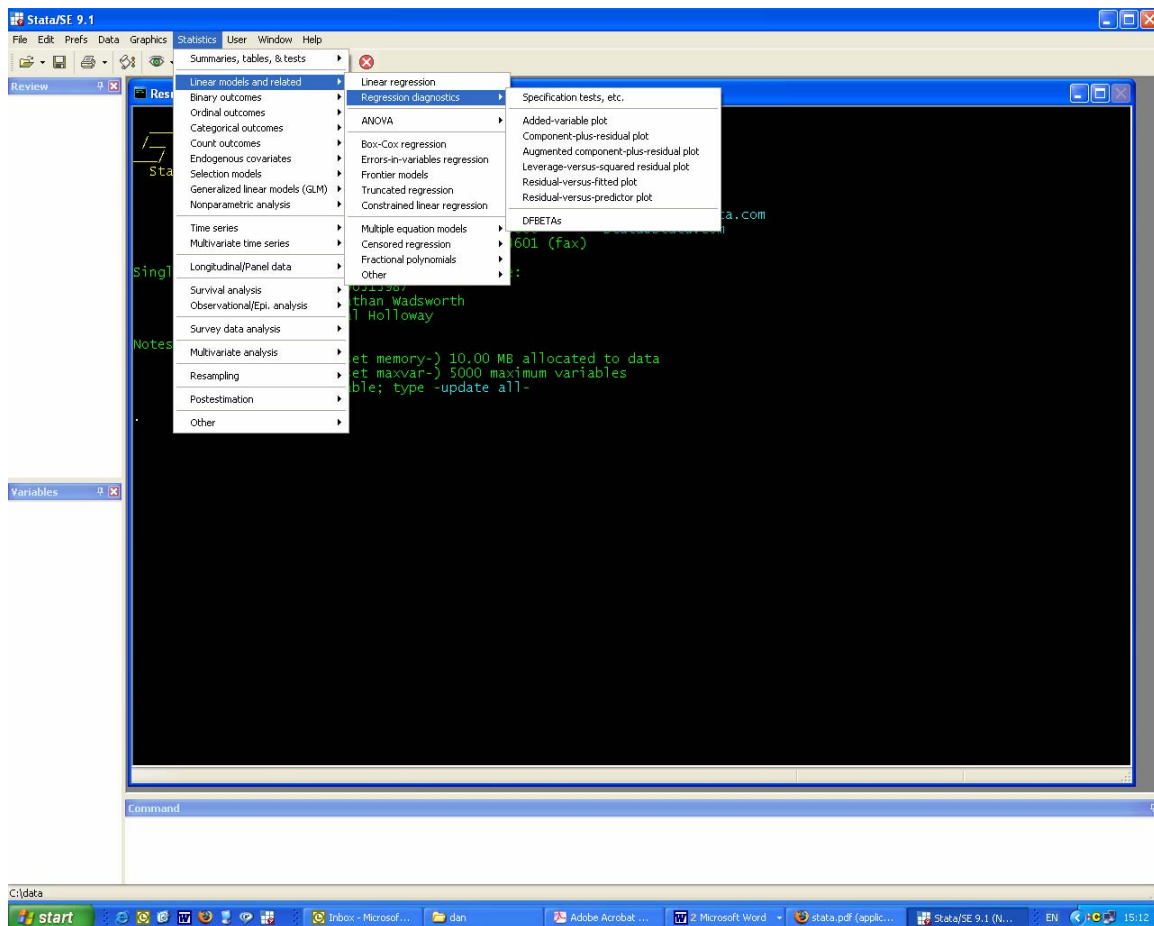 Stata/SE 9.1
File Edit Prefs Data Graphics Statistics User Window Help
Review
Variables
Command
Summaries, tables, & tests
Linear models and related
Binary outcomes
Ordinal outcomes
Categorical outcomes
Count outcomes
Endogenous covariates
Selection models
Generalized linear models (GLM)
Nonparametric analysis
Time series
Multivariate time series
Longitudinal/Panel data
Survival analysis
Observational/Epi. analysis
Survey data analysis
Multivariate analysis
Resampling
Postestimation
Other
Linear regression
Regression diagnostics
ANOVA
Box-Cox regression
Errors-in-variables regression
Frontier models
Truncated regression
Constrained linear regression
Multiple equation models
Censored regression
Fractional polynomials
Other
Specification tests, etc.
Added-variable plot
Component-plus-residual plot
Augmented component-plus-residual plot
Leverage-versus-squared residual plot
Residual-versus-fitted plot
Residual-versus-predictor plot
DFBETAs
Res
Sta
ta.com
601 (fax)
Singl e:
than Wadsworth
l Holloway
Notes
et memory-) 10.00 MB allocated to data
et maxvar-) 5000 maximum variables
ble; type -update all-
.
C:\data
start
Inbox - Microsof...
dan
Adobe Acrobat ...
2 Microsoft Word
stata.pdf (applic...
Stata/SE 9.1 (N...
EN
15:12